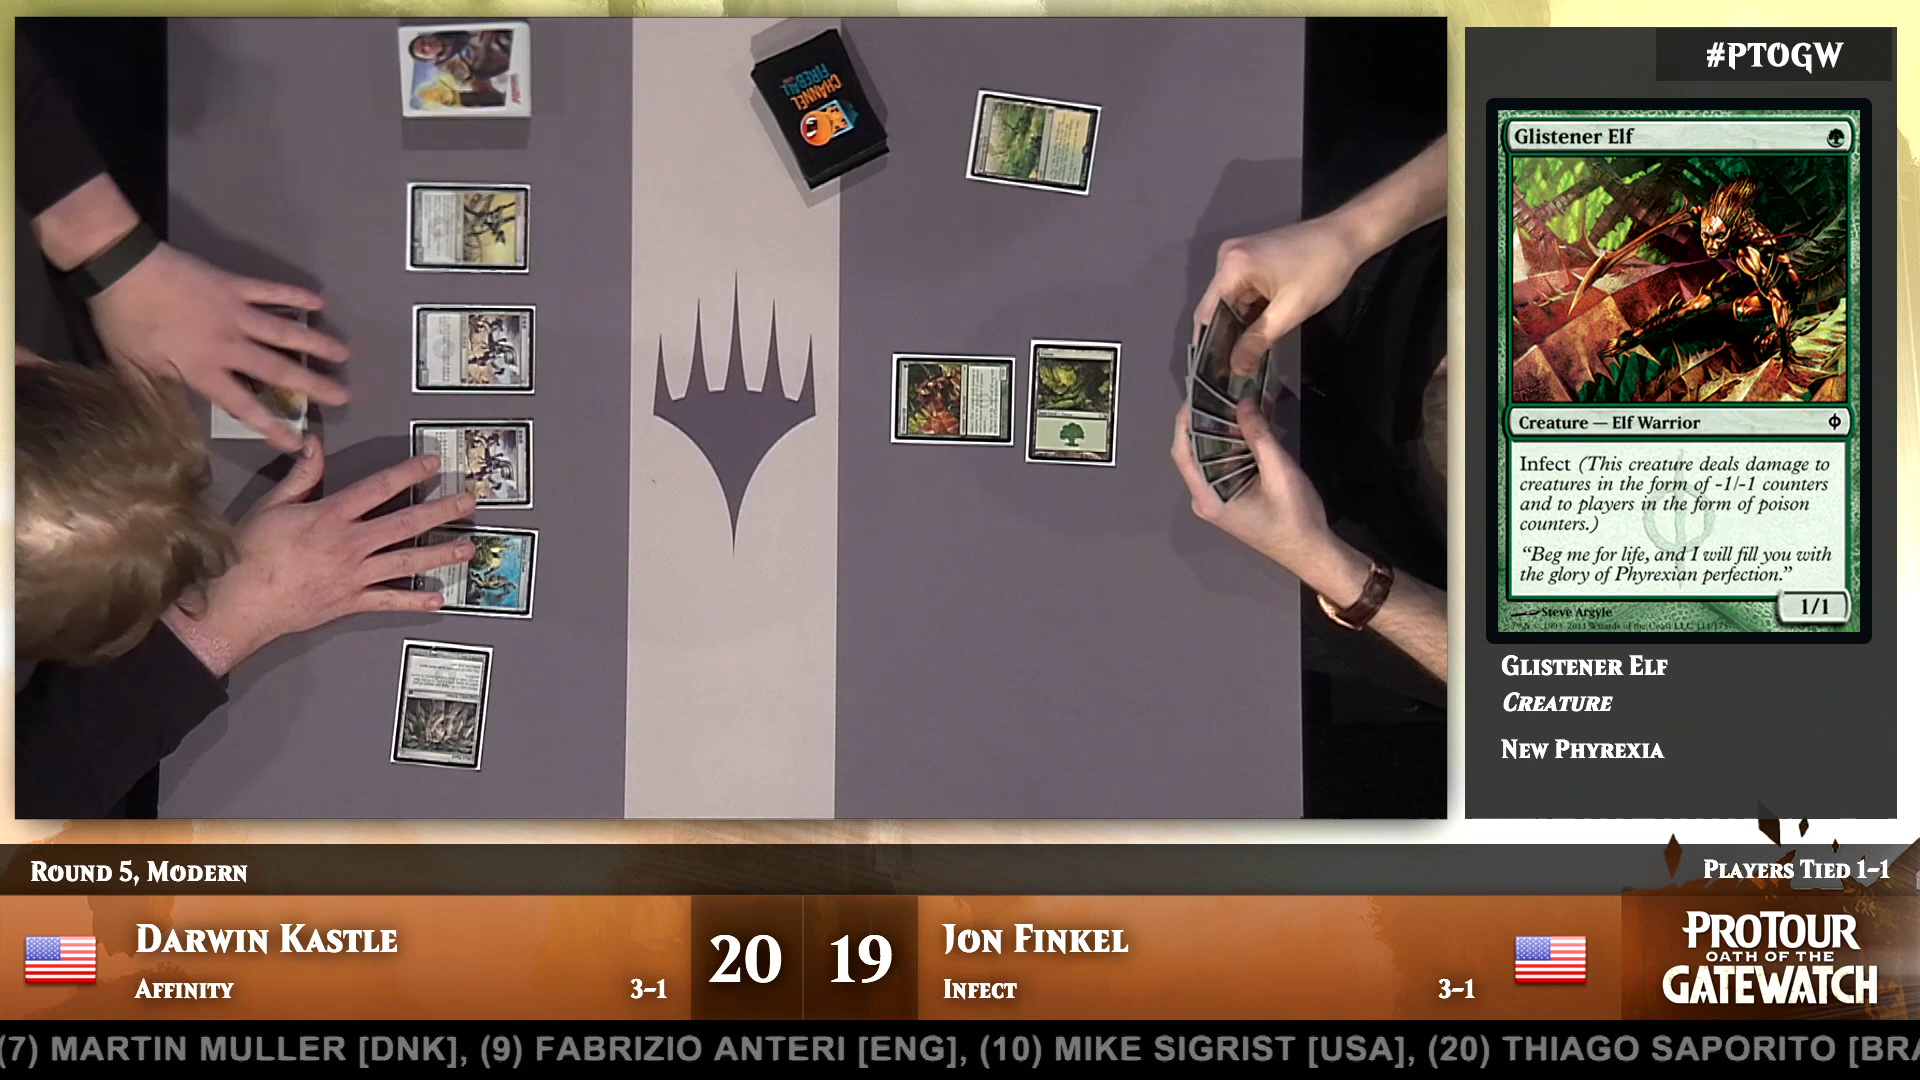 CHANNEL
FIREBALL
#PTOGW
Glistener Elf
Creature — Elf Warrior
Infect (This creature deals damage to
creatures in the form of -1/-1 counters
and to players in the form of poison
counters.)
“Beg me for life, and I will fill you with
the glory of Phyrexian perfection.”
1/1
Steve Argyle
GLISTENER ELF
CREATURE
NEW PHYREXIA
ROUND 5, MODERN
PLAYERS TIED 1-1
DARWIN KASTLE
AFFINITY
3-1
20
19
JON FINKEL
INFECT
3-1
PROTOUR
OATH OF THE
GATEWATCH
(7) MARTIN MULLER [DNK], (9) FABRIZIO ANTERI [ENG], (10) MIKE SIGRIST [USA], (20) THIAGO SAPORITO [BRA